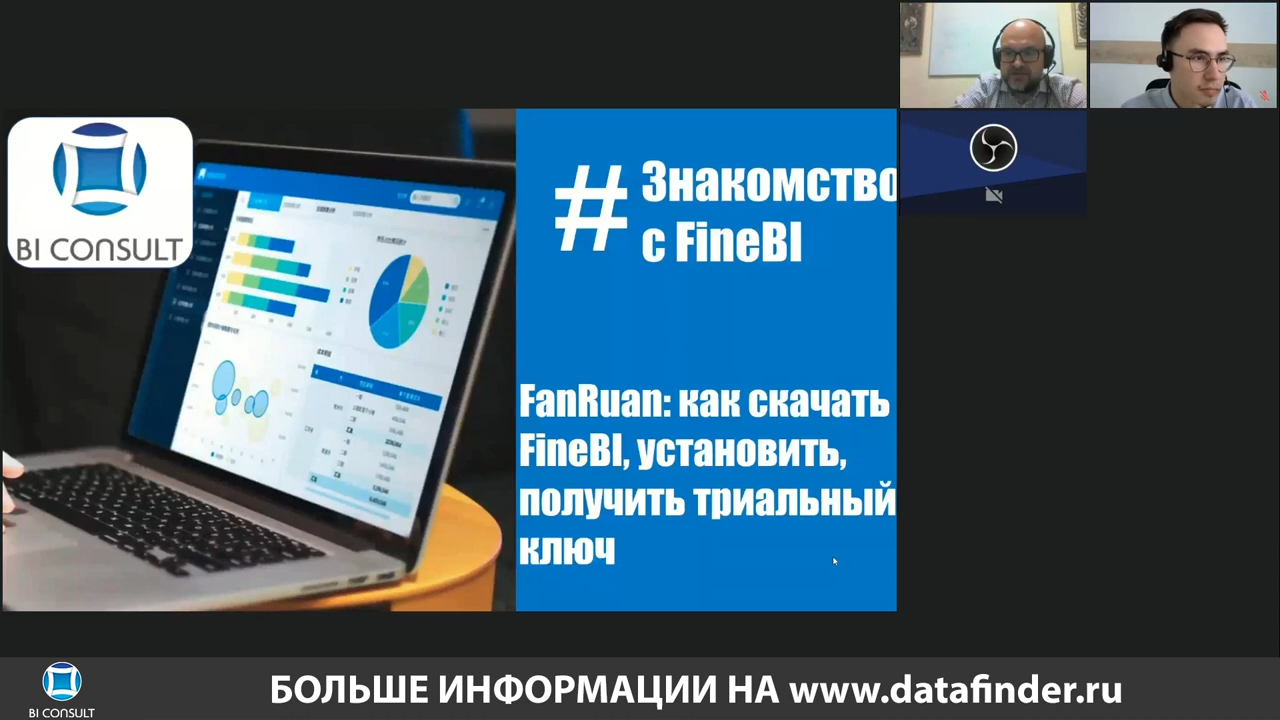 BI CONSULT
# Знакомство
с FineBI
FanRuan: как скачать
FineBI, установить,
получить триальный
ключ
BI CONSULT
БОЛЬШЕ ИНФОРМАЦИИ НА www.datafinder.ru